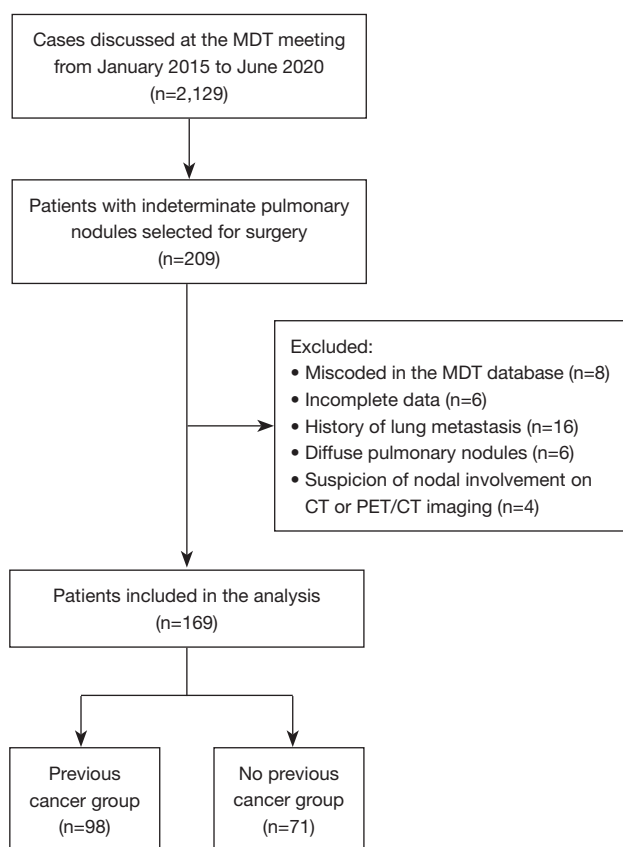 Cases discussed at the MDT meeting
from January 2015 to June 2020
(n=2,129)
Patients with indeterminate pulmonary
nodules selected for surgery
(n=209)
Excluded:
• Miscoded in the MDT database (n=8)
• Incomplete data (n=6)
• History of lung metastasis (n=16)
• Diffuse pulmonary nodules (n=6)
• Suspicion of nodal involvement on
CT or PET/CT imaging (n=4)
Patients included in the analysis
(n=169)
Previous
cancer group
(n=98)
No previous
cancer group
(n=71)